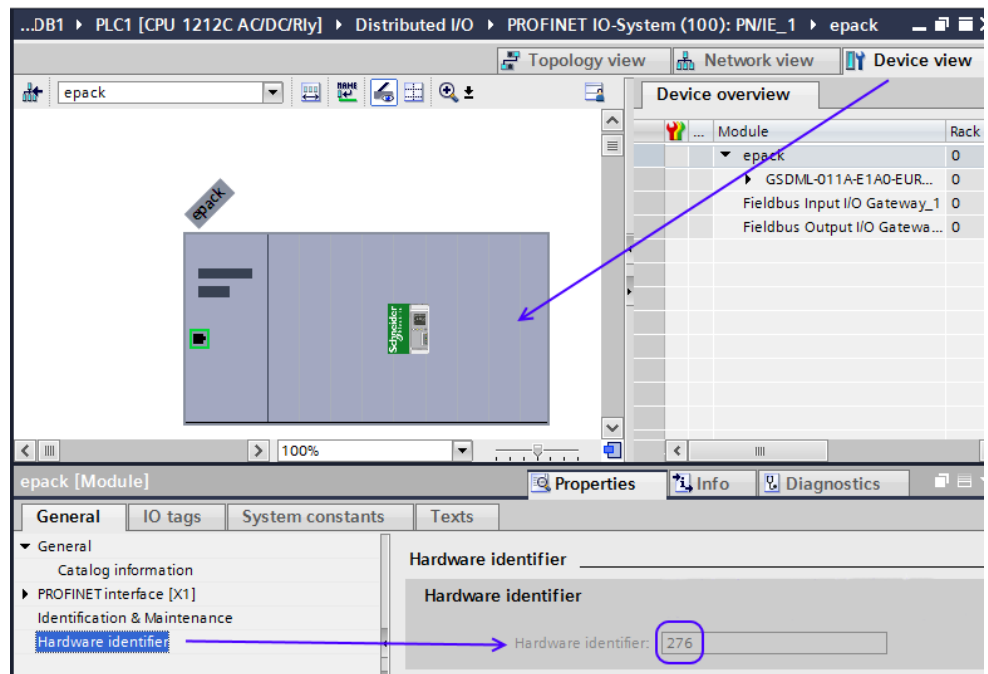 ...DB1 ▸ PLC1 [CPU 1212C AC/DC/Rly] ▸ Distributed I/O ▸ PROFINET IO-System (100): PN/IE_1 ▸ epack
Topology view Network view Device view
epack
Device overview
... Module Rack
epack 0
GSDML-011A-E1A0-EUR... 0
Fieldbus Input I/O Gateway_1 0
Fieldbus Output I/O Gatewa... 0
epack
Schneider
Electric
100%
epack [Module]
Properties Info Diagnostics
General IO tags System constants Texts
General
Catalog information
PROFINET interface [X1]
Identification & Maintenance
Hardware identifier
Hardware identifier
Hardware identifier
Hardware identifier: 276